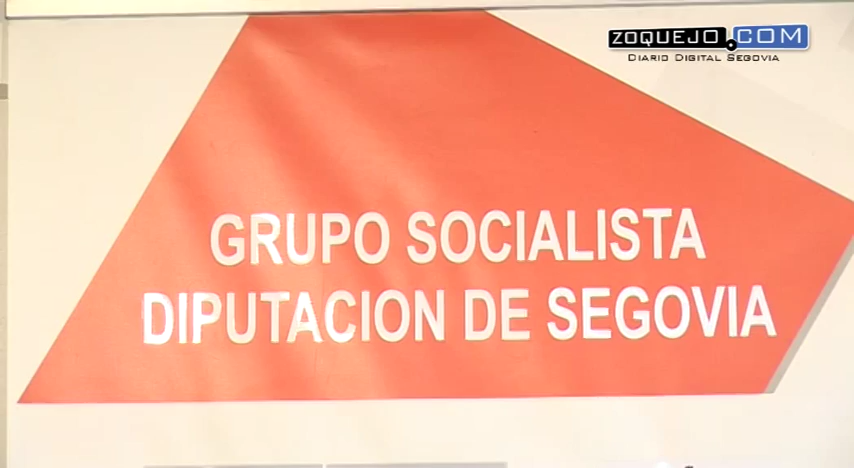 ZOQUEJO.COM
DIARIO DIGITAL SEGOVIA
GRUPO SOCIALISTA
DIPUTACION DE SEGOVIA